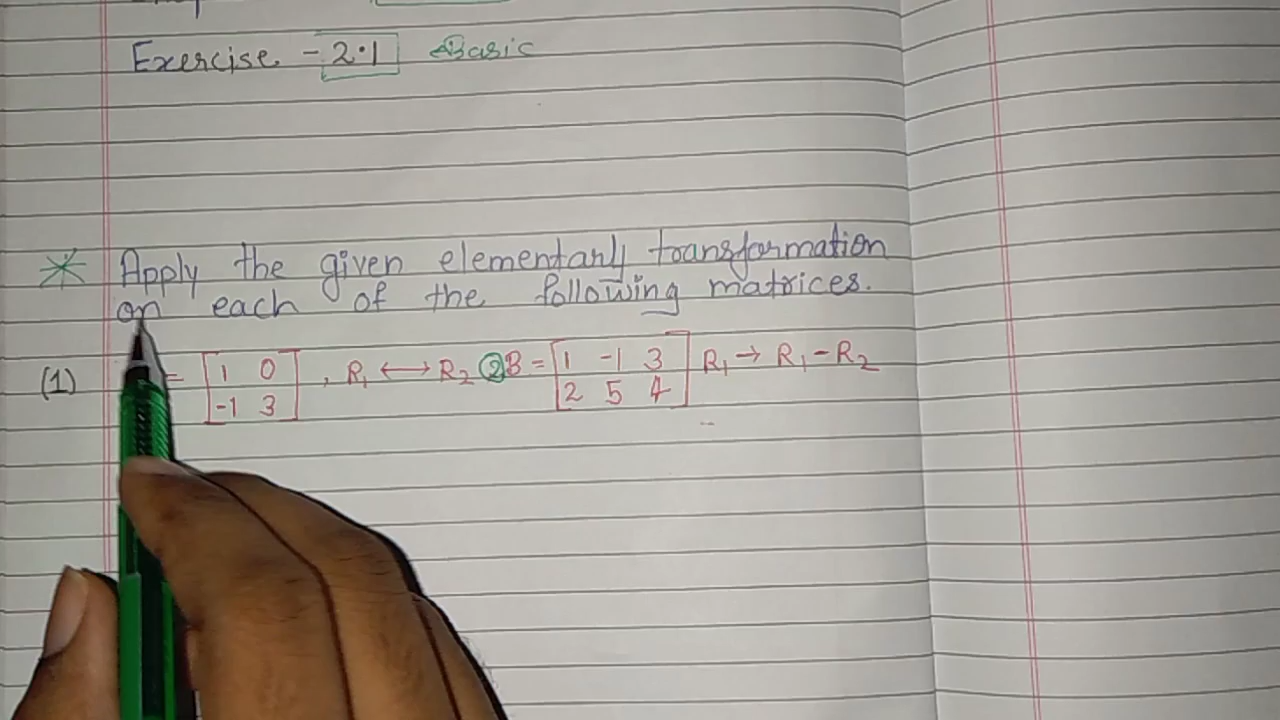 Exercise - 2.1 Basic
* Apply the given elementary transformation
on each of the following matrices.
(1) = [1 0 , R₁ ↔ R₂ ② B = [1 -1 3 R₁ → R₁ - R₂
-1 3] 2 5 4]